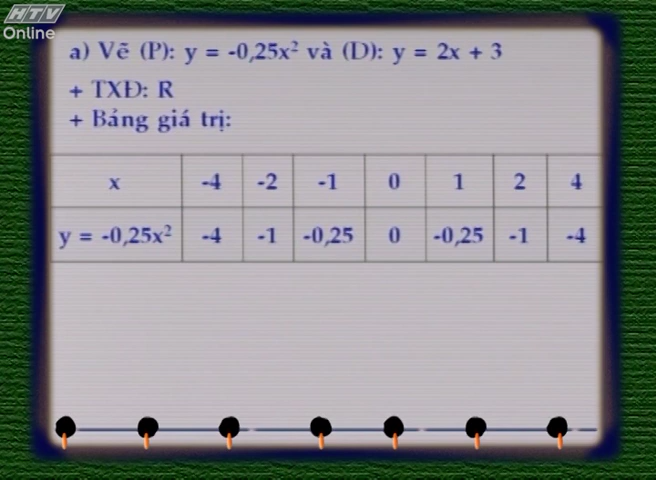 HTV
Online
a) Vẽ (P): y = -0,25x² và (D): y = 2x + 3
+ TXĐ: R
+ Bảng giá trị:
x -4 -2 -1 0 1 2 4
y = -0,25x² -4 -1 -0,25 0 -0,25 -1 -4